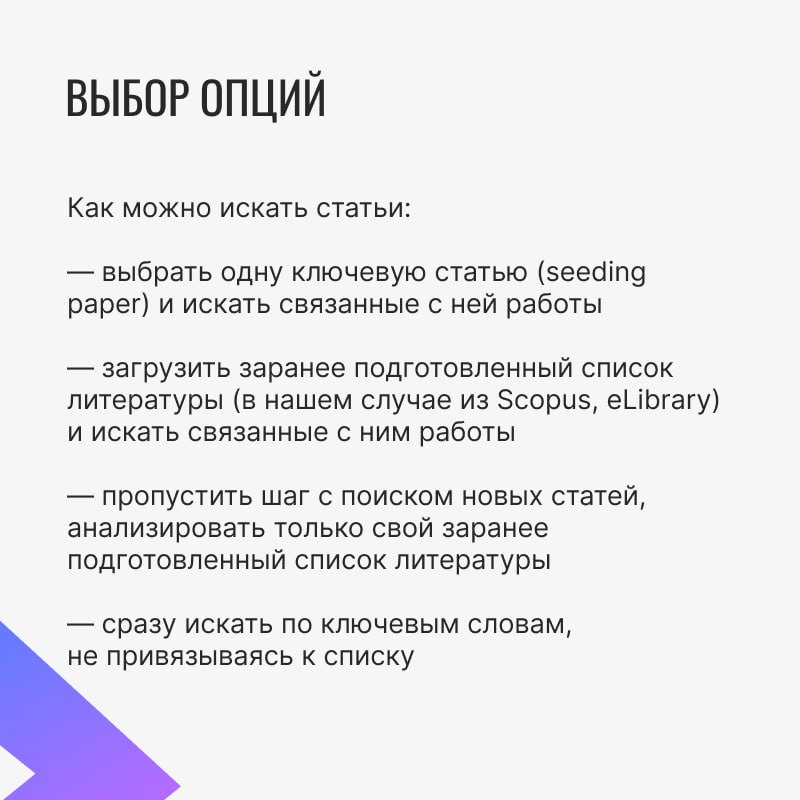 ВЫБОР ОПЦИЙ
Как можно искать статьи:
— выбрать одну ключевую статью (seeding
paper) и искать связанные с ней работы
— загрузить заранее подготовленный список
литературы (в нашем случае из Scopus, eLibrary)
и искать связанные с ним работы
— пропустить шаг с поиском новых статей,
анализировать только свой заранее
подготовленный список литературы
— сразу искать по ключевым словам,
не привязываясь к списку